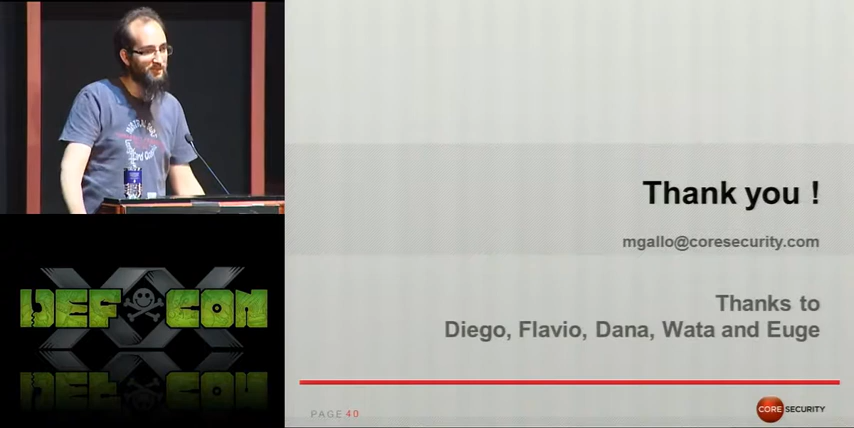 Thank you !
mgallo@coresecurity.com
Thanks to
Diego, Flavio, Dana, Wata and Euge
PAGE 40
CORE SECURITY
DEF CON
XX